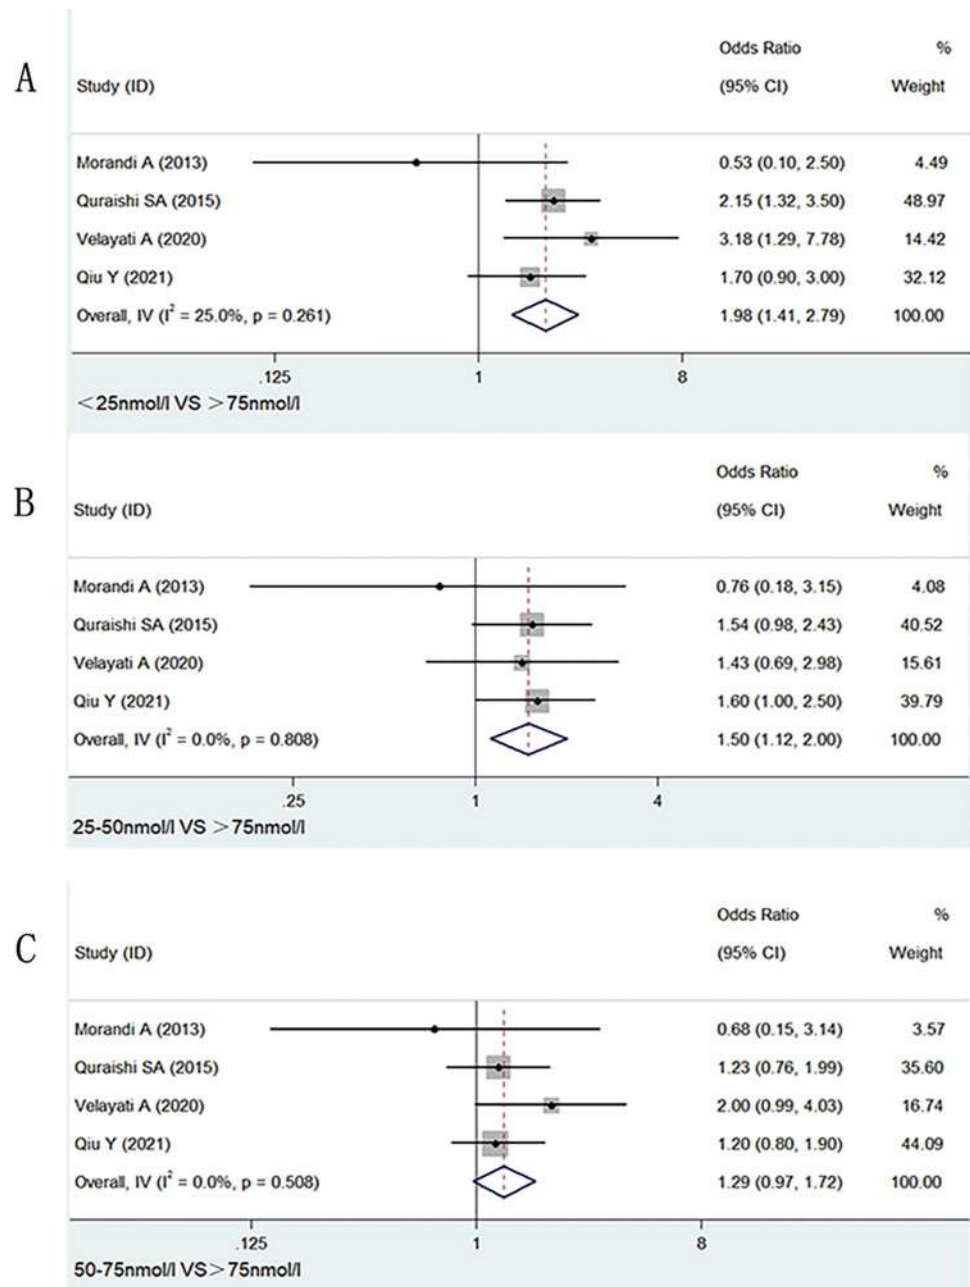 A
Odds Ratio %
Study (ID) (95% CI) Weight
Morandi A (2013) 0.53 (0.10, 2.50) 4.49
Quraishi SA (2015) 2.15 (1.32, 3.50) 48.97
Velayati A (2020) 3.18 (1.29, 7.78) 14.42
Qiu Y (2021) 1.70 (0.90, 3.00) 32.12
Overall, IV (I² = 25.0%, p = 0.261) 1.98 (1.41, 2.79) 100.00
.125 1 8
<25nmol/l VS >75nmol/l
B
Odds Ratio %
Study (ID) (95% CI) Weight
Morandi A (2013) 0.76 (0.18, 3.15) 4.08
Quraishi SA (2015) 1.54 (0.98, 2.43) 40.52
Velayati A (2020) 1.43 (0.69, 2.98) 15.61
Qiu Y (2021) 1.60 (1.00, 2.50) 39.79
Overall, IV (I² = 0.0%, p = 0.808) 1.50 (1.12, 2.00) 100.00
.25 1 4
25-50nmol/l VS >75nmol/l
C
Odds Ratio %
Study (ID) (95% CI) Weight
Morandi A (2013) 0.68 (0.15, 3.14) 3.57
Quraishi SA (2015) 1.23 (0.76, 1.99) 35.60
Velayati A (2020) 2.00 (0.99, 4.03) 16.74
Qiu Y (2021) 1.20 (0.80, 1.90) 44.09
Overall, IV (I² = 0.0%, p = 0.508) 1.29 (0.97, 1.72) 100.00
.125 1 8
50-75nmol/l VS >75nmol/l